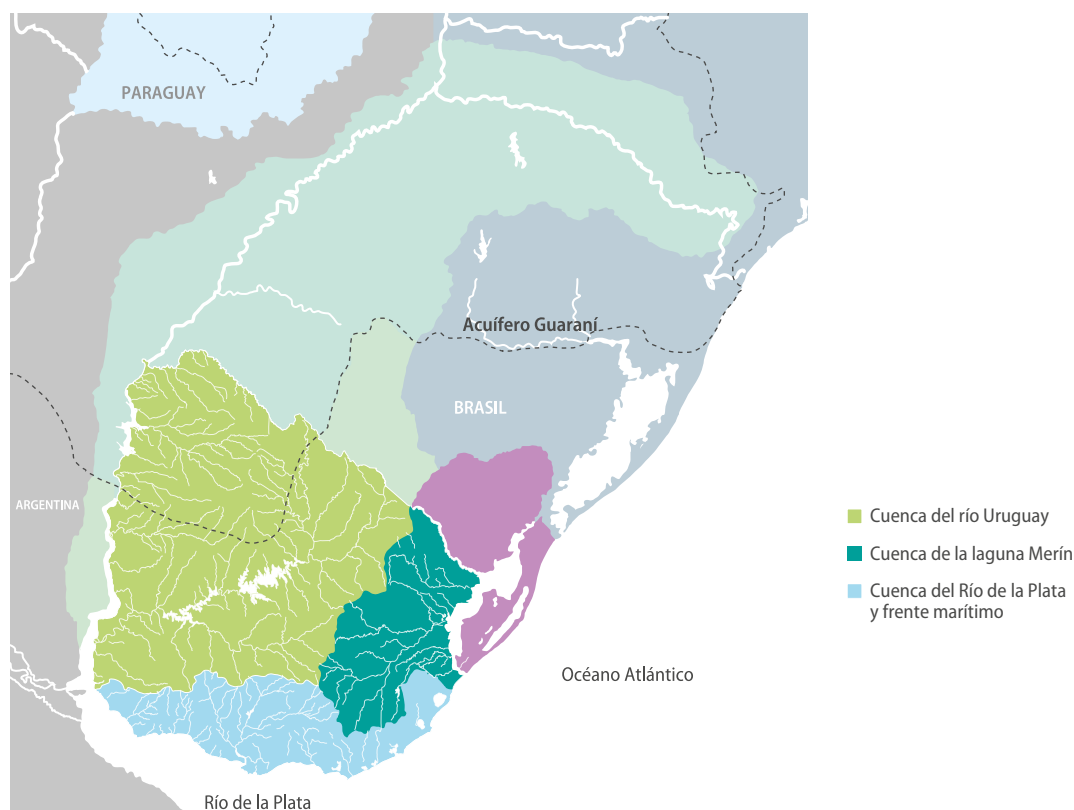 PARAGUAY
Acuífero Guaraní
BRASIL
ARGENTINA
Cuenca del río Uruguay
Cuenca de la laguna Merín
Cuenca del Río de la Plata
y frente marítimo
Océano Atlántico
Río de la Plata